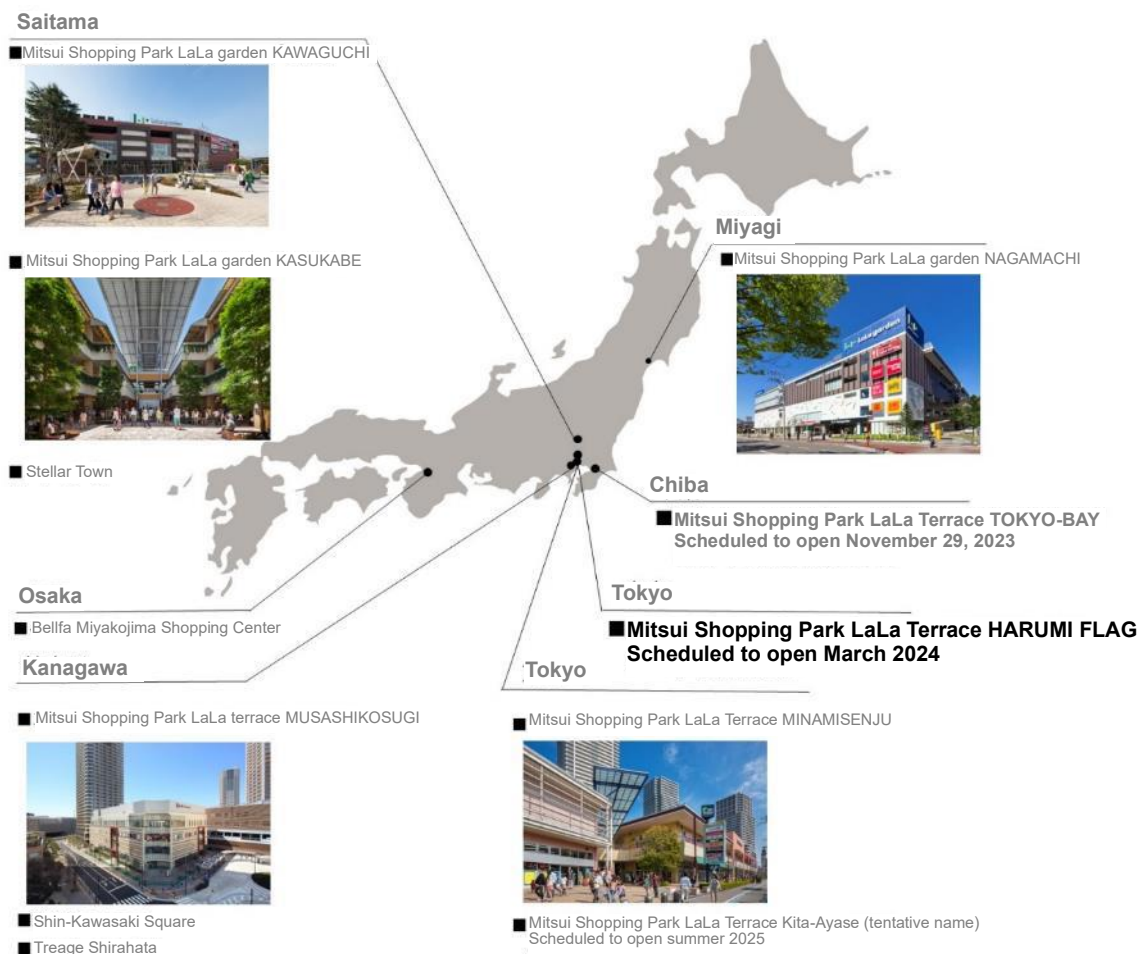 Saitama
■Mitsui Shopping Park LaLa garden KAWAGUCHI
■ Mitsui Shopping Park LaLa garden KASUKABE
■ Stellar Town
Miyagi
■Mitsui Shopping Park LaLa garden NAGAMACHI
LaLa garden
Chiba
■Mitsui Shopping Park LaLa Terrace TOKYO-BAY
Scheduled to open November 29, 2023
Osaka
■ Bellfa Miyakojima Shopping Center
Tokyo
■Mitsui Shopping Park LaLa Terrace HARUMI FLAG
Scheduled to open March 2024
Kanagawa
■ Mitsui Shopping Park LaLa terrace MUSASHIKOSUGI
■ Shin-Kawasaki Square
■ Treage Shirahata
Tokyo
■ Mitsui Shopping Park LaLa Terrace MINAMISENJU
■ Mitsui Shopping Park LaLa Terrace Kita-Ayase (tentative name)
Scheduled to open summer 2025